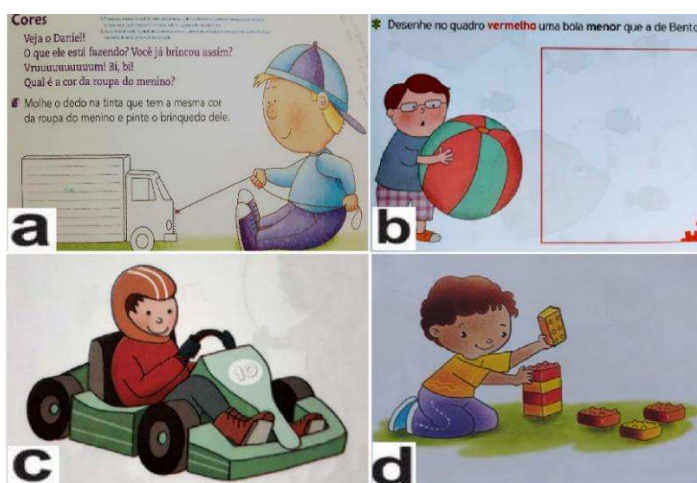 Cores
Veja o Daniel!
O que ele está fazendo? Você já brincou assim?
Vruuuuuuuuum! Bi, bi!
Qual é a cor da roupa do menino?
Molhe o dedo na tinta que tem a mesma cor
da roupa do menino e pinte o brinquedo dele.
a
* Desenhe no quadro vermelho uma bola menor que a de Bento
b
10
c
d